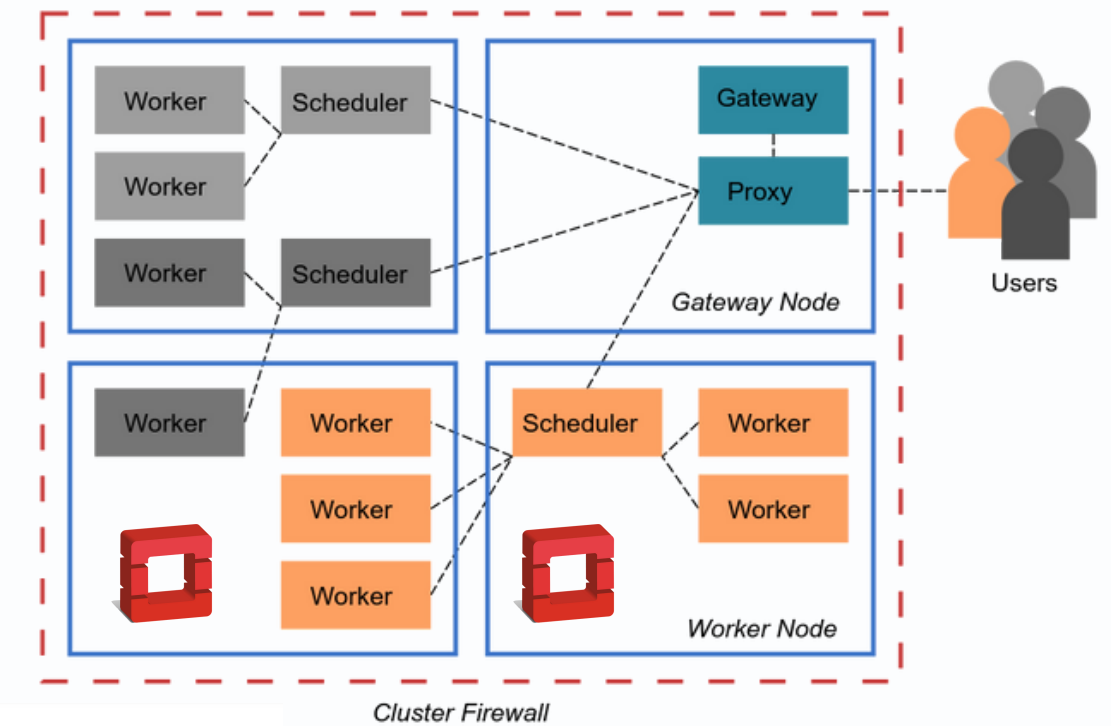 Worker
Scheduler
Worker
Worker
Scheduler
Gateway
Proxy
Gateway Node
Users
Worker
Worker
Worker
Worker
Scheduler
Worker
Worker
Worker Node
Cluster Firewall